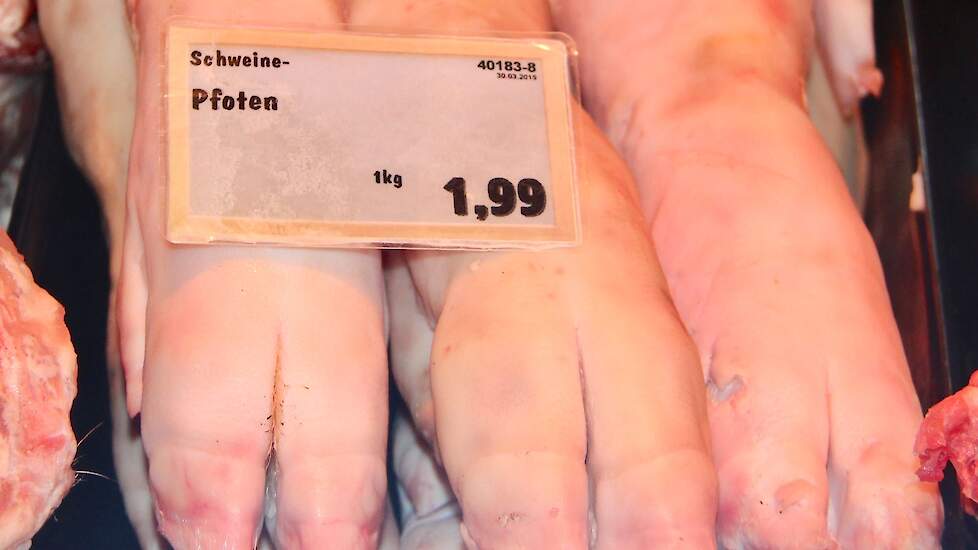 Schweine-
40183-8
30.03.2015
Pfoten
1kg 1,99